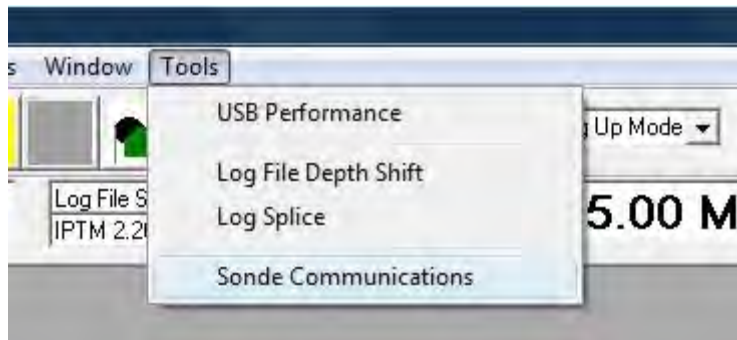 s Window Tools
USB Performance
g Up Mode
Log File Depth Shift
Log File S
Log Splice
5.00 M
IPTM 2.20
Sonde Communications